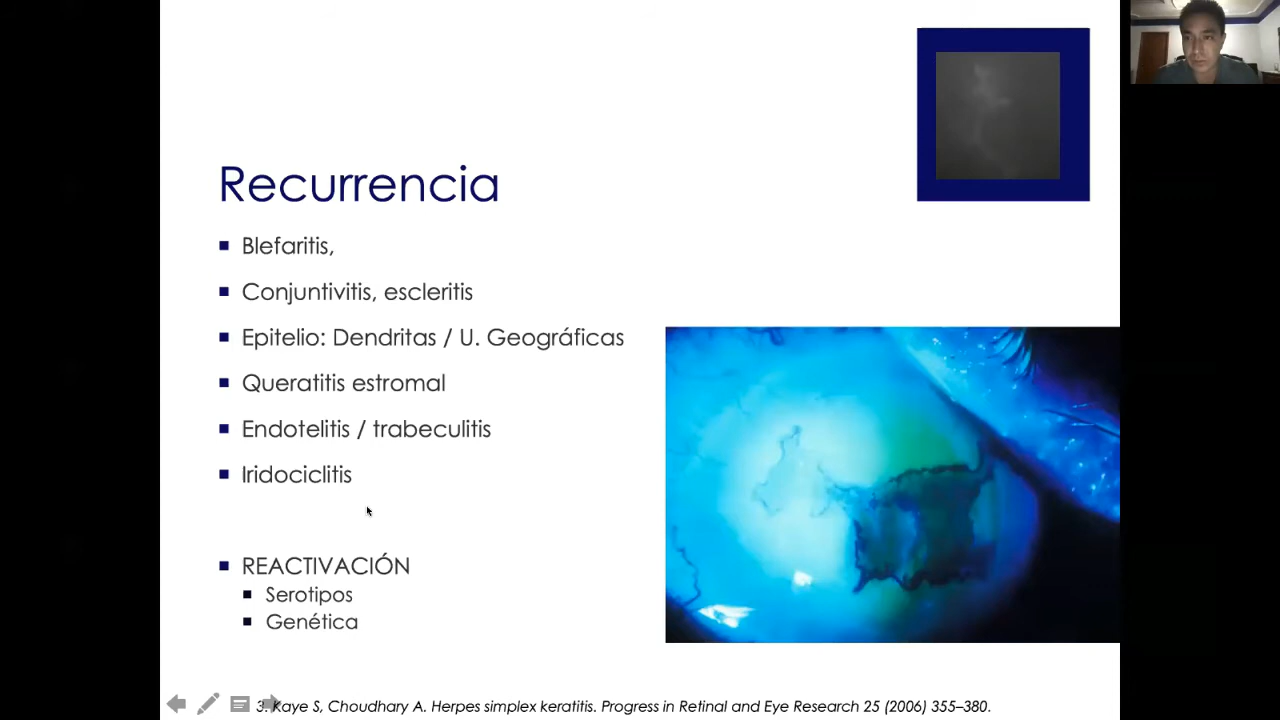 Recurrencia
Blefaritis,
Conjuntivitis, escleritis
Epitelio: Dendritas / U. Geográficas
Queratitis estromal
Endotelitis / trabeculitis
Iridociclitis
REACTIVACIÓN
Serotipos
Genética
3. Kaye S, Choudhary A. Herpes simplex keratitis. Progress in Retinal and Eye Research 25 (2006) 355–380.